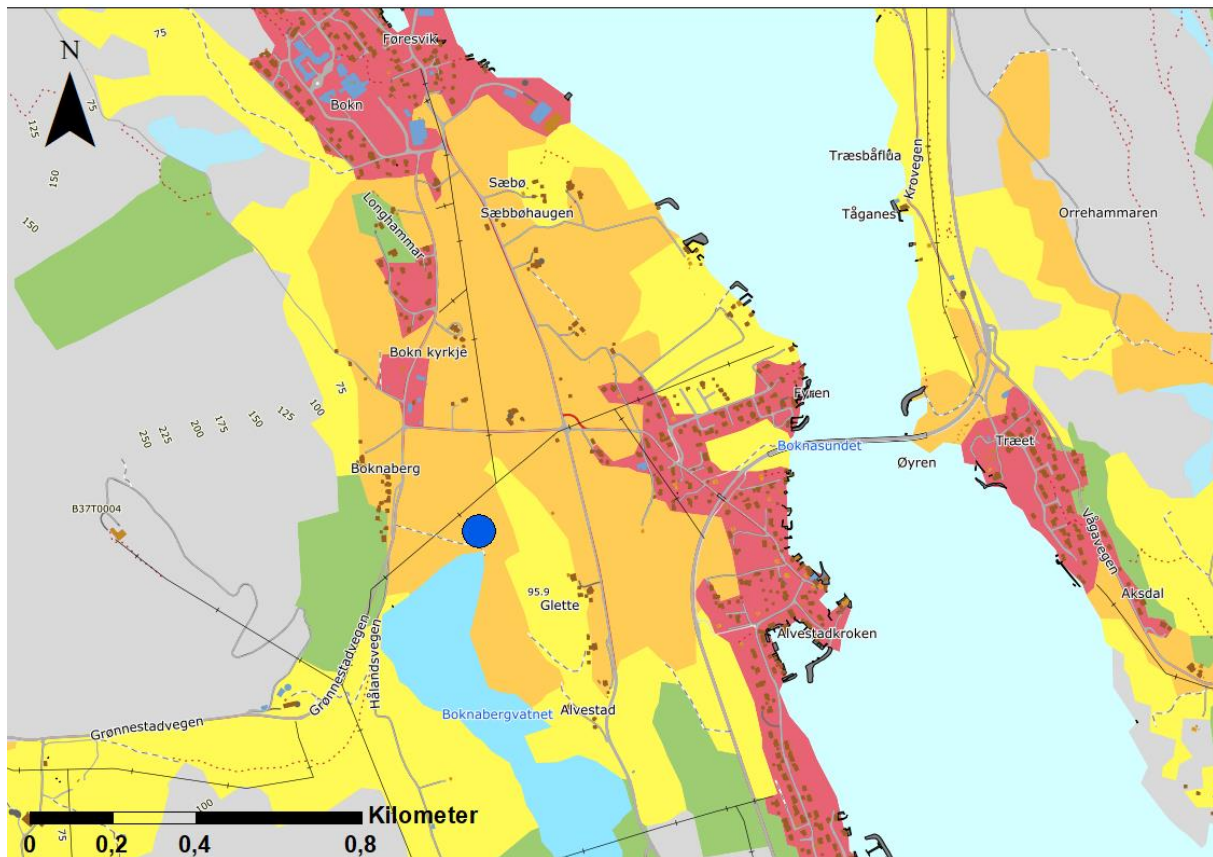 Føresvik
75
N
Bokn
75
125
150
150
Træsbåflua
Krovegen
Sæbø
Longhammar
Sæbbøhaugen
Tåganes
Orrehammaren
Bokn kyrkje
75
100
125
150
175
200
225
250
Fyren
Boknasundet
Træet
Øyren
Boknaberg
B37T0004
Vågavegen
95.9
Glette
Aksdal
Alvestadkroken
Grønnestadvegen
Hålandsvegen
Boknabergvatnet
Alvestad
Grønnestadvegen
100
Kilometer
75
0 0,2 0,4 0,8